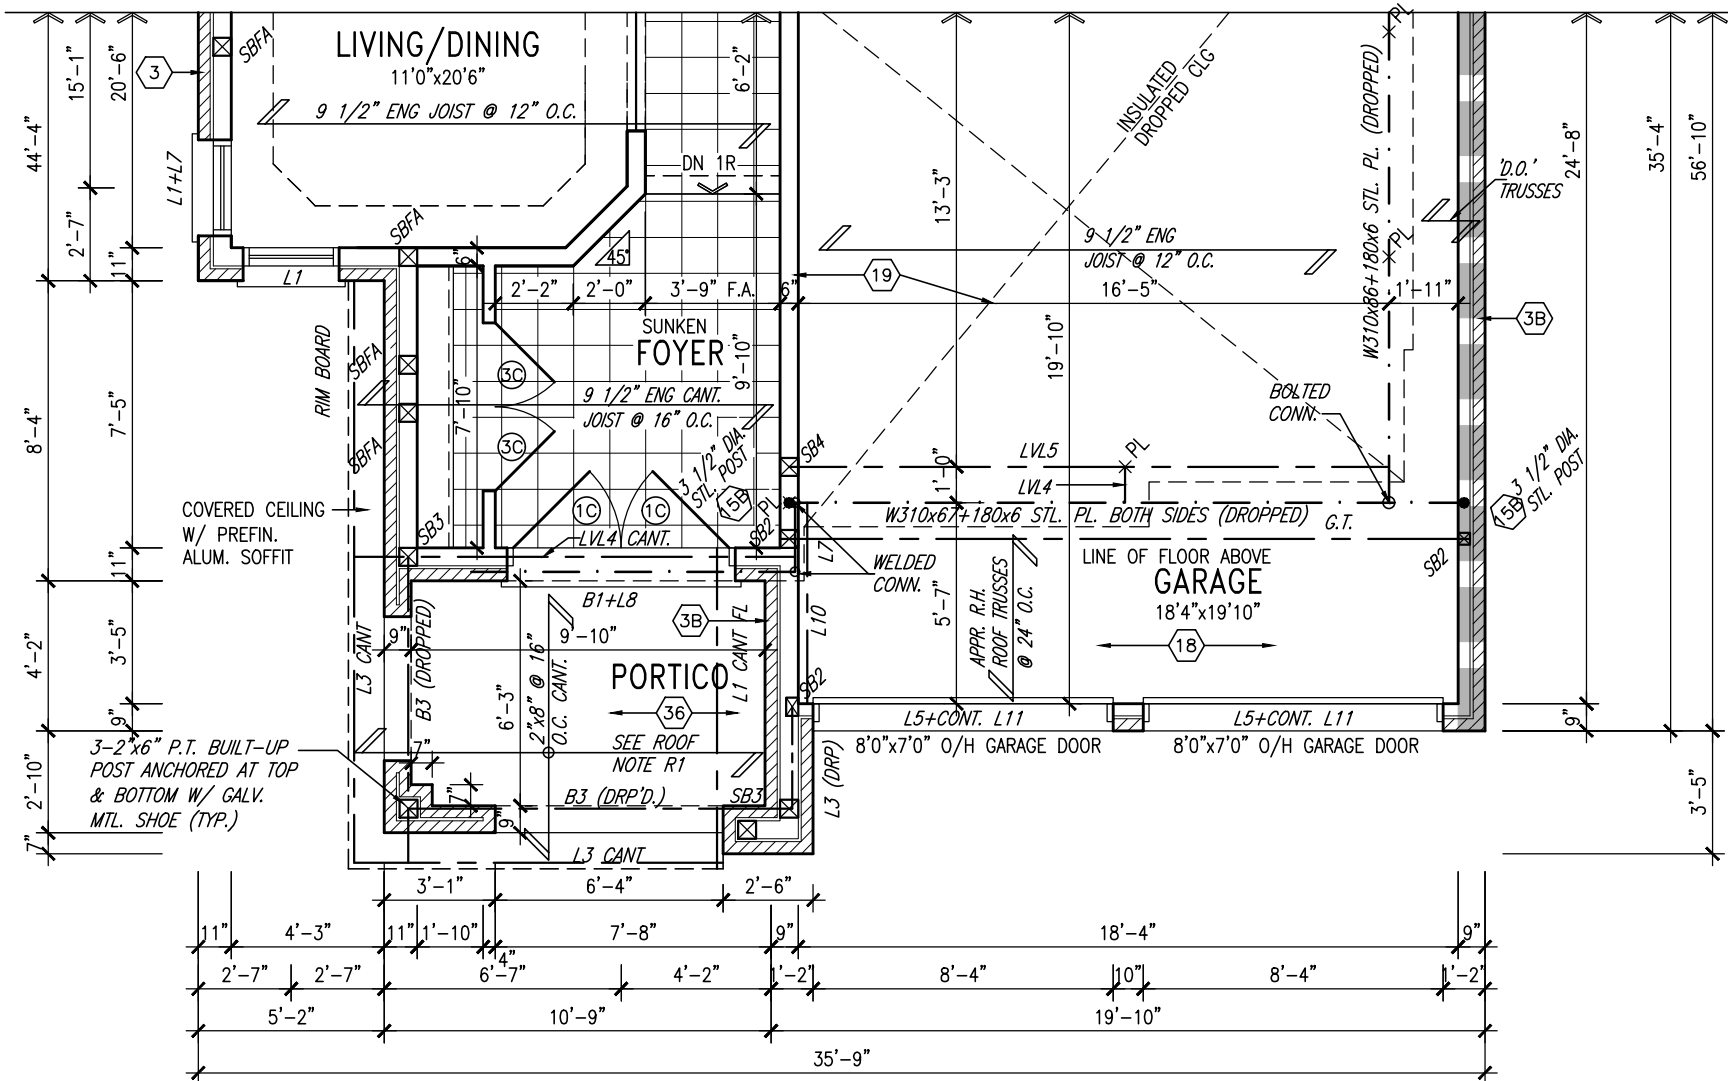 LIVING/DINING
11'0"x20'6"
9 1/2" ENG JOIST @ 12" O.C.
SBFA
3
15'-1"
20'-6"
44'-4"
L1+L7
2'-7"
11"
L1
SBFA
6"
45°
DN 1R
6'-2"
2'-2"
2'-0"
3'-9" F.A.
6"
SUNKEN
FOYER
9'-10"
9 1/2" ENG CANT.
JOIST @ 16" O.C.
3C
3C
7'-10"
RIM BOARD
SBFA
SBFA
8'-4"
7'-5"
1C
1C
3 1/2" DIA.
STL. POST
15B
PL
SB2
SB4
SB3
LVL4 CANT.
COVERED CEILING
W/ PREFIN.
ALUM. SOFFIT
11"
INSULATED
DROPPED CLG
13'-3"
9 1/2" ENG
JOIST @ 12" O.C.
19
16'-5"
1'-11"
19'-10"
W310x86+180x6 STL. PL. (DROPPED)
PL
PL
'D.O.'
TRUSSES
24'-8"
35'-4"
56'-10"
3B
BOLTED
CONN.
LVL5
PL
LVL4
1'-0"
W310x67+180x6 STL. PL. BOTH SIDES (DROPPED)
G.T.
15B
3 1/2" DIA.
STL. POST
SB2
LINE OF FLOOR ABOVE
GARAGE
18'4"x19'10"
18
WELDED
CONN.
L7
L10
5'-7"
APPR. R.H.
ROOF TRUSSES
@ 24" O.C.
B1+L8
3B
9"
9'-10"
B3 (DROPPED)
L3 CANT
L1 CANT FL
PORTICO
36
SEE ROOF
NOTE R1
2"x8" @ 16"
O.C. CANT.
6'-3"
SB2
4'-2"
3'-5"
9"
3-2"x6" P.T. BUILT-UP
POST ANCHORED AT TOP
& BOTTOM W/ GALV.
MTL. SHOE (TYP.)
7"
7"
9"
B3 (DRP'D.)
SB3
L3 CANT
L3 (DRP)
L5+CONT. L11
L5+CONT. L11
8'0"x7'0" O/H GARAGE DOOR
8'0"x7'0" O/H GARAGE DOOR
9"
3'-5"
2'-10"
7"
3'-1"
6'-4"
2'-6"
11"
4'-3"
11"
1'-10"
4"
7'-8"
9"
18'-4"
9"
2'-7"
2'-7"
6'-7"
4'-2"
1'-2"
8'-4"
10"
8'-4"
1'-2"
5'-2"
10'-9"
19'-10"
35'-9"